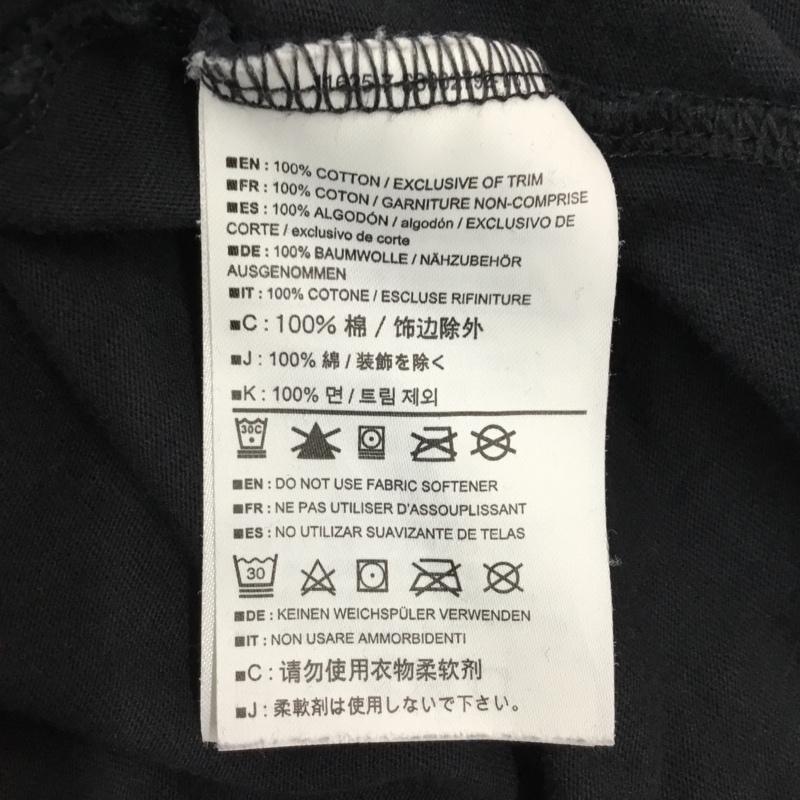 ■EN : 100% COTTON / EXCLUSIVE OF TRIM
■FR : 100% COTON / GARNITURE NON-COMPRISE
■ES : 100% ALGODÓN / algodón / EXCLUSIVO DE
CORTE / exclusivo de corte
■DE : 100% BAUMWOLLE / NÄHZUBEHÖR
AUSGENOMMEN
■IT : 100% COTONE / ESCLUSE RIFINITURE
■C : 100% 棉 / 饰边除外
■J : 100% 綿 / 装飾を除く
■K : 100% 면 / 트림 제외
30C
■EN : DO NOT USE FABRIC SOFTENER
■FR : NE PAS UTILISER D'ASSOUPLISSANT
■ES : NO UTILIZAR SUAVIZANTE DE TELAS
30
■DE : KEINEN WEICHSPÜLER VERWENDEN
■IT : NON USARE AMMORBIDENTI
■C : 请勿使用衣物柔软剂
■J : 柔軟剤は使用しないで下さい。